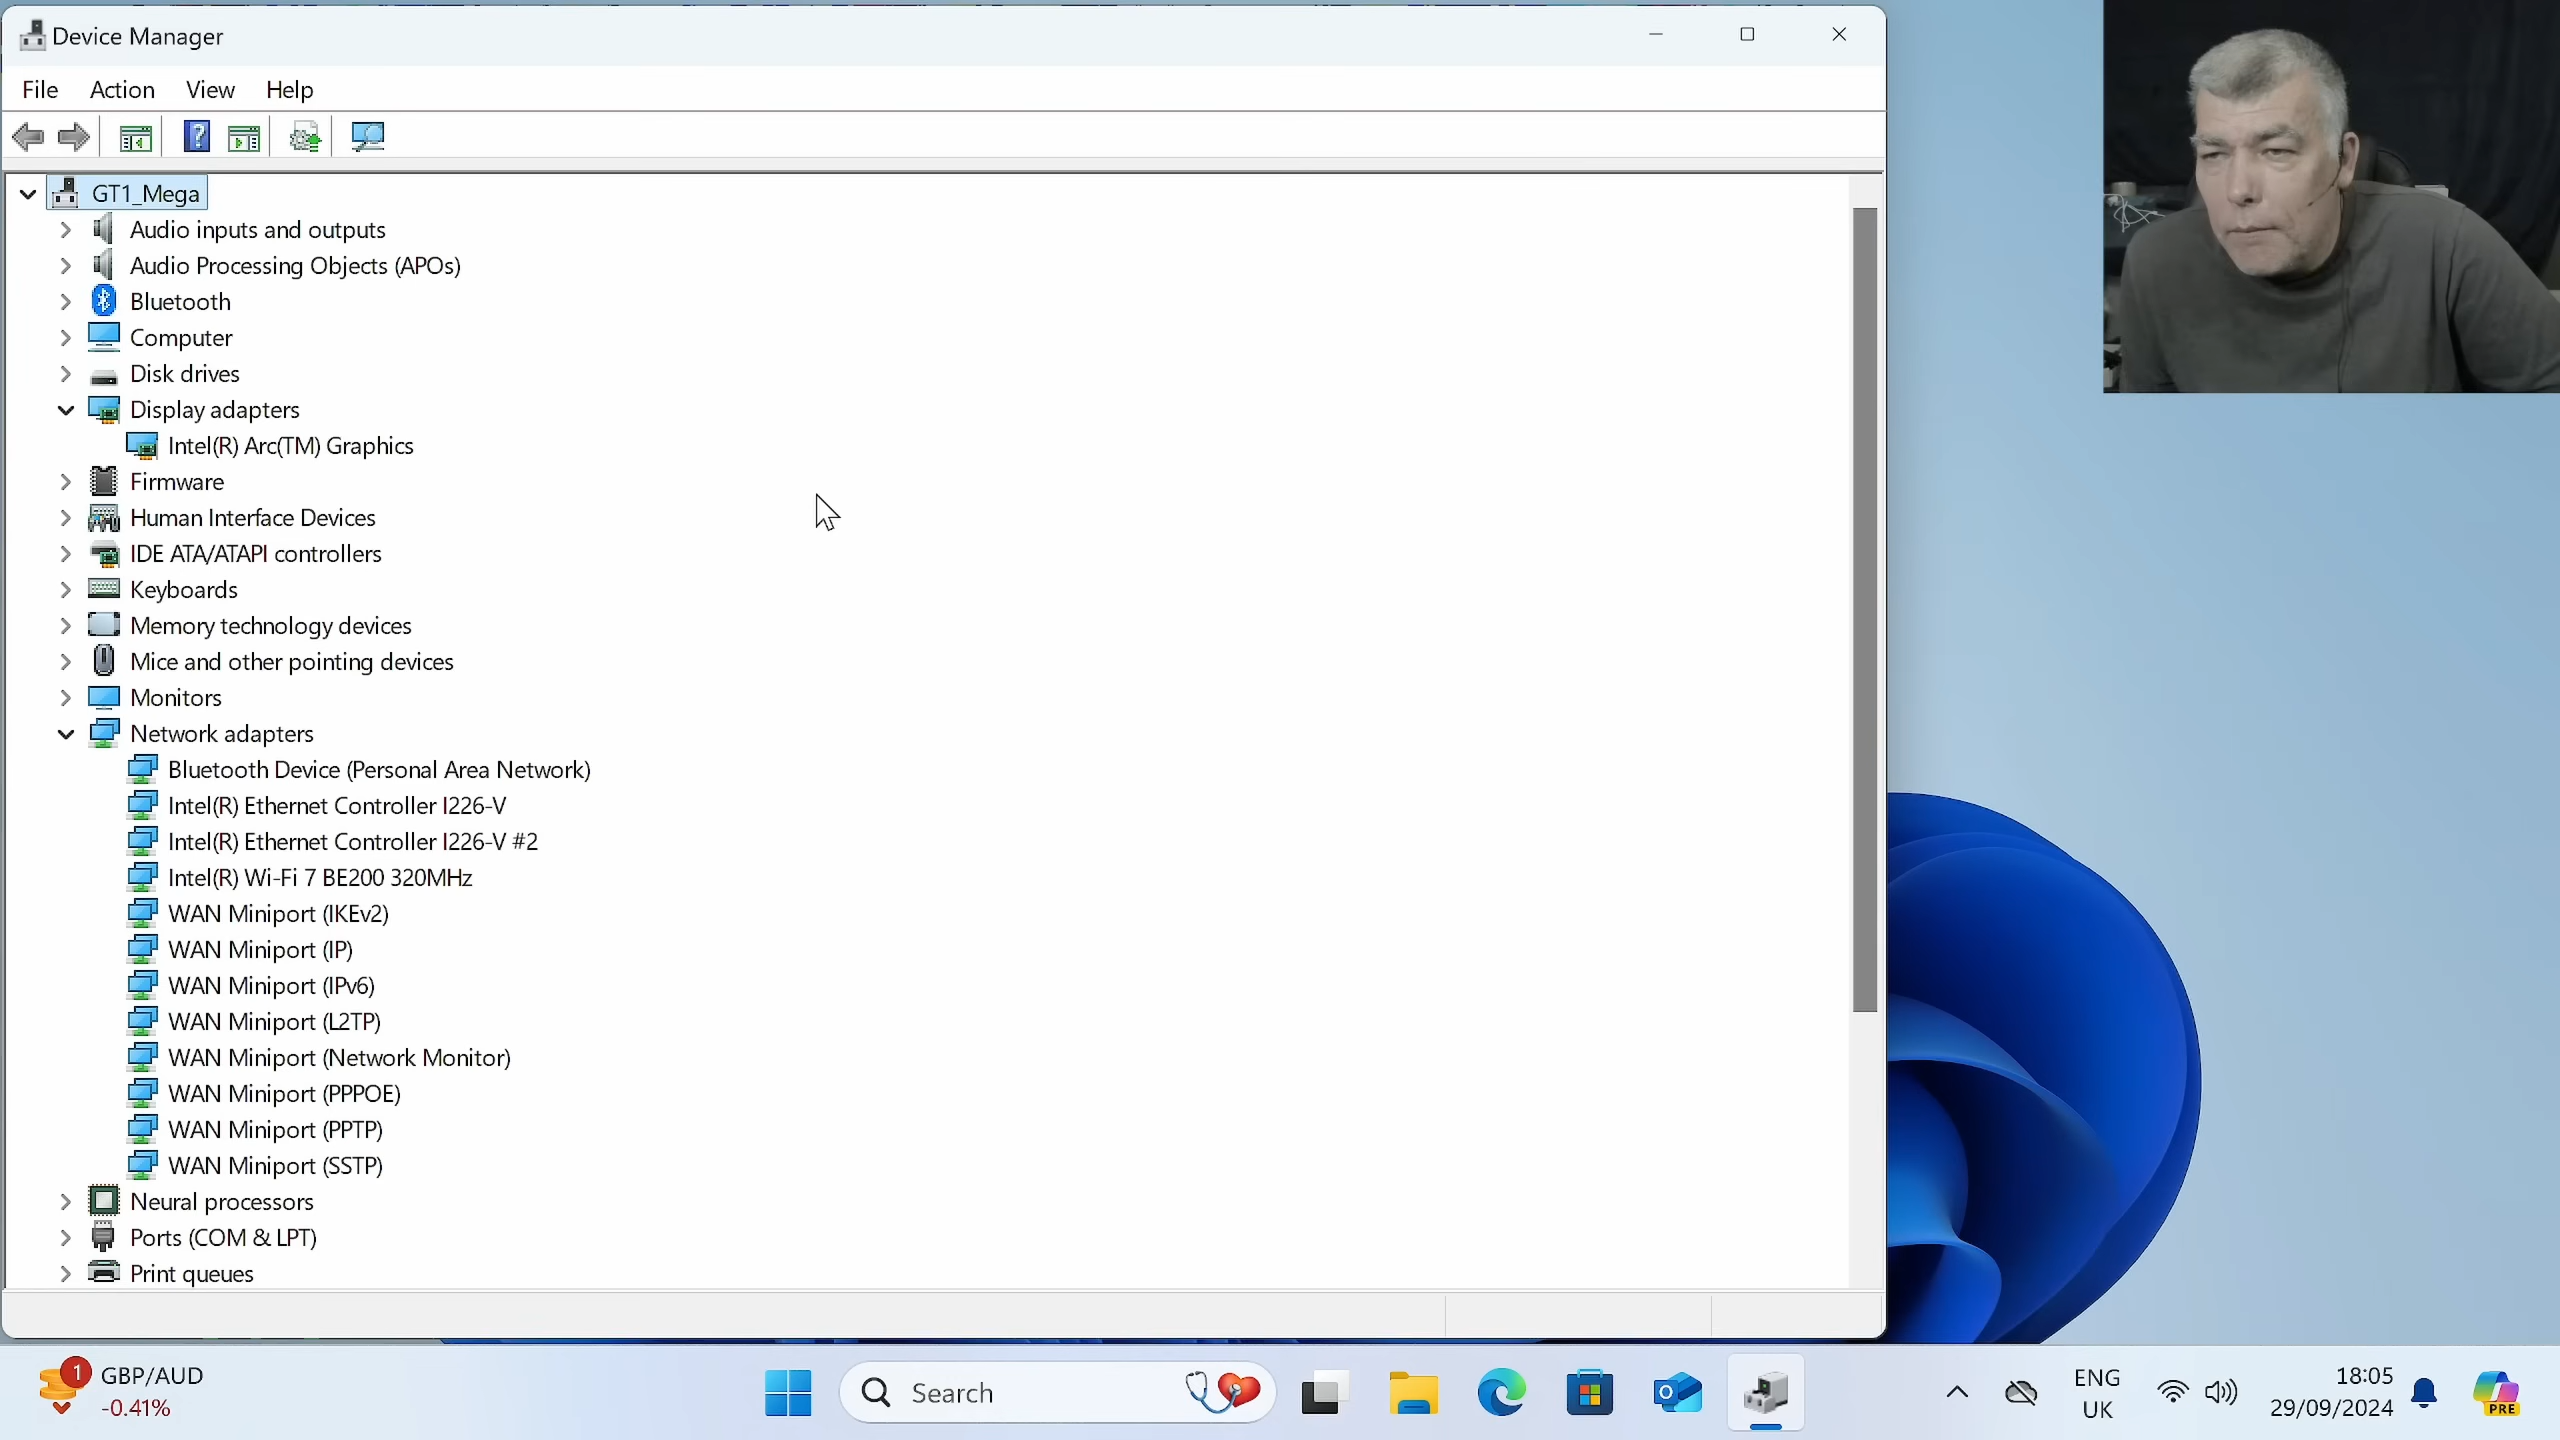 Device Manager
File Action View Help
GT1_Mega
Audio inputs and outputs
Audio Processing Objects (APOs)
Bluetooth
Computer
Disk drives
Display adapters
Intel(R) Arc(TM) Graphics
Firmware
Human Interface Devices
IDE ATA/ATAPI controllers
Keyboards
Memory technology devices
Mice and other pointing devices
Monitors
Network adapters
Bluetooth Device (Personal Area Network)
Intel(R) Ethernet Controller I226-V
Intel(R) Ethernet Controller I226-V #2
Intel(R) Wi-Fi 7 BE200 320MHz
WAN Miniport (IKEv2)
WAN Miniport (IP)
WAN Miniport (IPv6)
WAN Miniport (L2TP)
WAN Miniport (Network Monitor)
WAN Miniport (PPPOE)
WAN Miniport (PPTP)
WAN Miniport (SSTP)
Neural processors
Ports (COM & LPT)
Print queues
1 GBP/AUD
-0.41%
Search
ENG
UK
18:05
29/09/2024
PRE